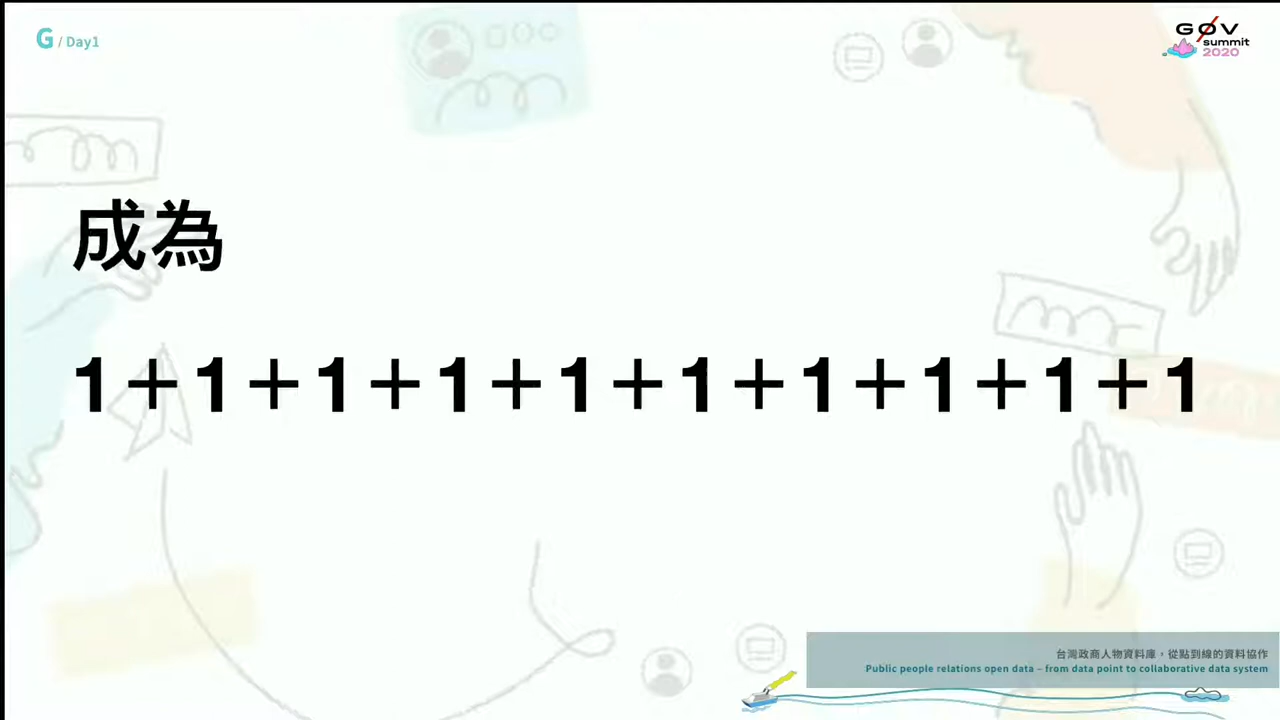 G / Day1
GØV
summit
2020
成為
1+1+1+1+1+1+1+1+1+1
台灣政商人物資料庫，從點到線的資料協作
Public people relations open data – from data point to collaborative data system